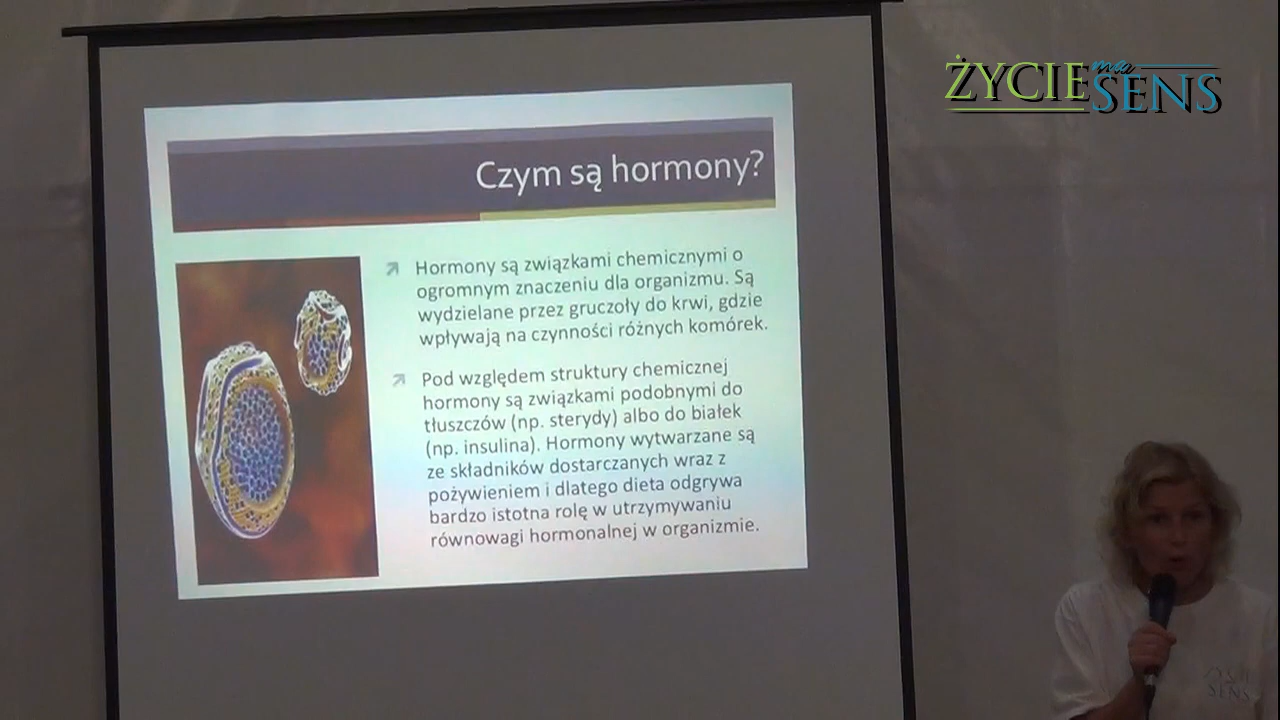 ŻYCIE ma SENS
Czym są hormony?
Hormony są związkami chemicznymi o
ogromnym znaczeniu dla organizmu. Są
wydzielane przez gruczoły do krwi, gdzie
wpływają na czynności różnych komórek.
Pod względem struktury chemicznej
hormony są związkami podobnymi do
tłuszczów (np. sterydy) albo do białek
(np. insulina). Hormony wytwarzane są
ze składników dostarczanych wraz z
pożywieniem i dlatego dieta odgrywa
bardzo istotna rolę w utrzymywaniu
równowagi hormonalnej w organizmie.
SENS